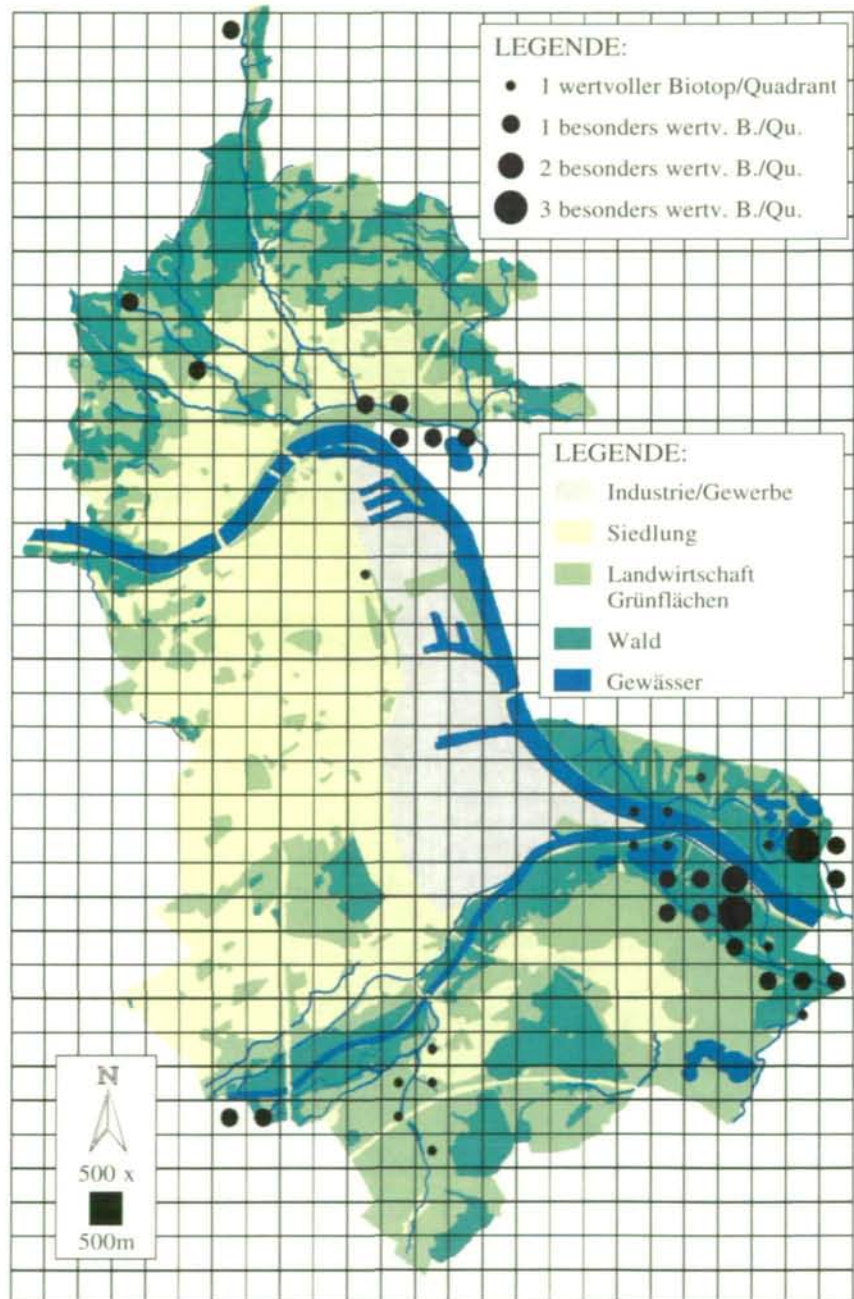 LEGENDE:
1 wertvoller Biotop/Quadrant
1 besonders wertv. B./Qu.
2 besonders wertv. B./Qu.
3 besonders wertv. B./Qu.
LEGENDE:
Industrie/Gewerbe
Siedlung
Landwirtschaft
Grünflächen
Wald
Gewässer
N
500 x
500m